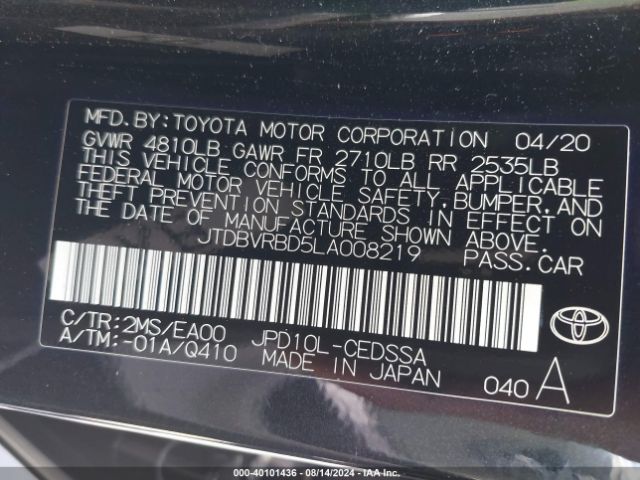 MFD.BY:TOYOTA MOTOR CORPORATION 04/20
GVWR 4810LB GAWR FR 2710LB RR 2535LB
THIS VEHICLE CONFORMS TO ALL APPLICABLE
FEDERAL MOTOR VEHICLE SAFETY,BUMPER,AND
THEFT PREVENTION STANDARDS IN EFFECT ON
THE DATE OF MANUFACTURE SHOWN ABOVE.
JTDBVRBD5LA008219 PASS.CAR
C/TR:2MS/EA00 JPD10L-CEDSSA
A/TM:-01A/Q410 MADE IN JAPAN 040 A
000-40101436 - 08/14/2024 - IAA Inc.